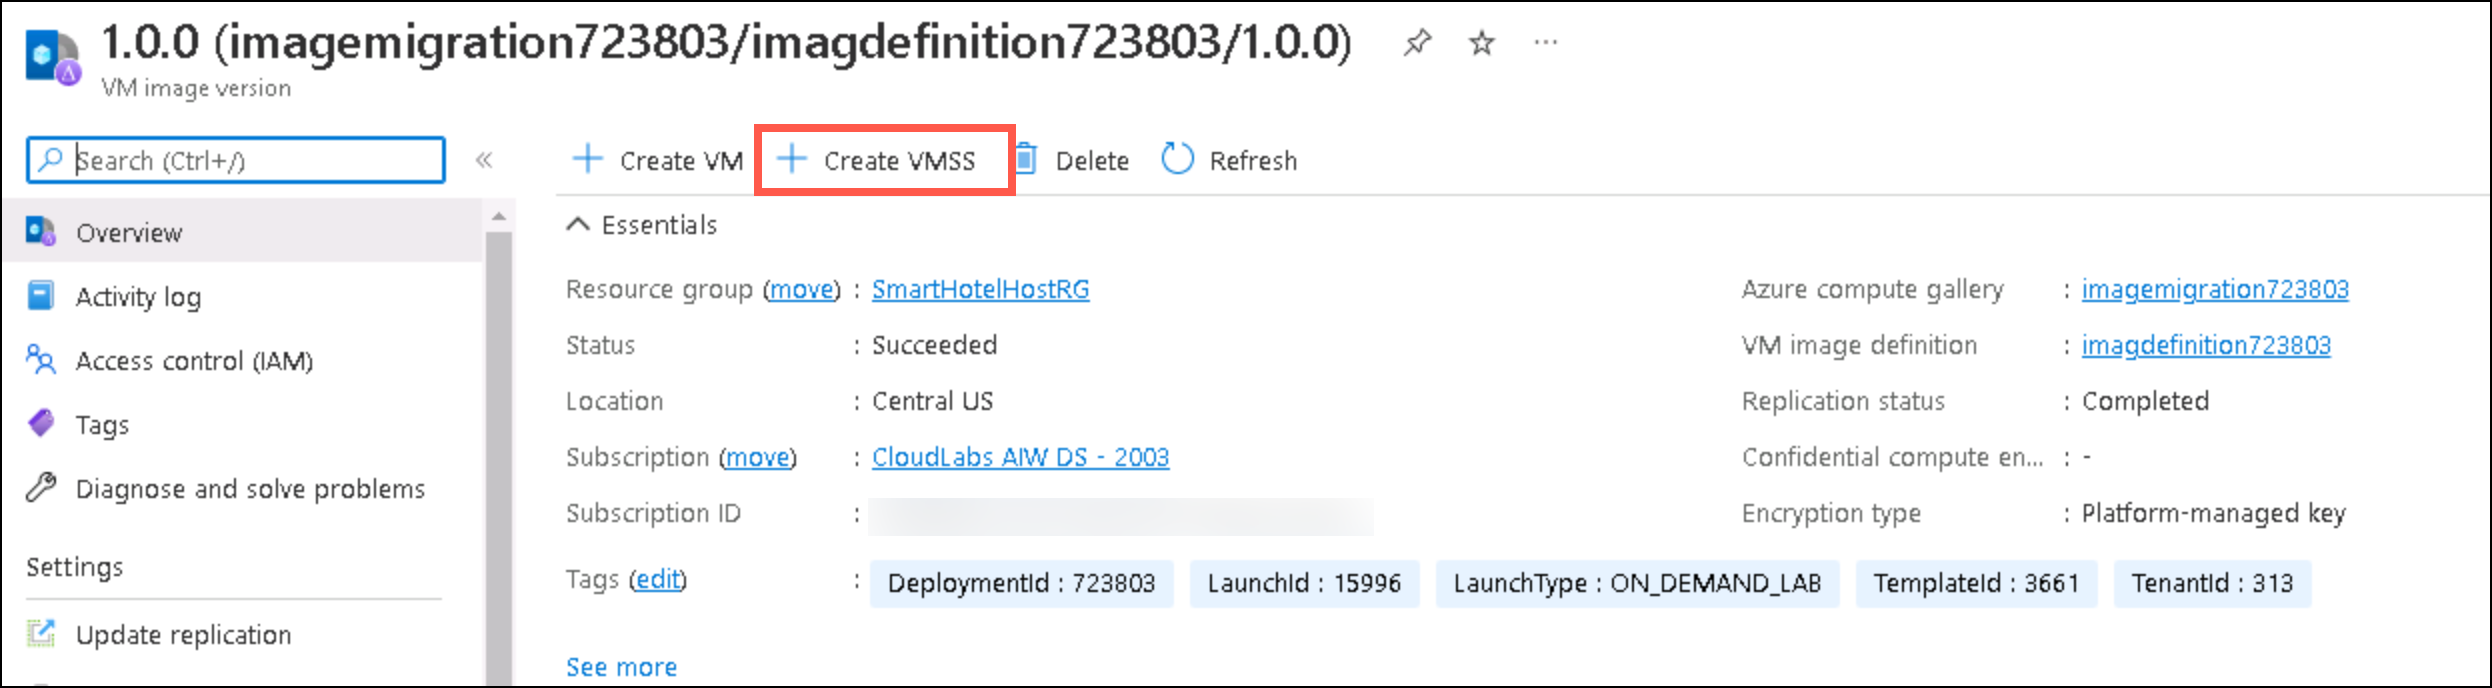 1.0.0 (imagemigration723803/imagdefinition723803/1.0.0)
VM image version
Search (Ctrl+/)
Create VM
Create VMSS
Delete
Refresh
Overview
Activity log
Access control (IAM)
Tags
Diagnose and solve problems
Settings
Update replication
Essentials
Resource group (move) : SmartHotelHostRG
Status : Succeeded
Location : Central US
Subscription (move) : CloudLabs AIW DS - 2003
Subscription ID :
Azure compute gallery : imagemigration723803
VM image definition : imagdefinition723803
Replication status : Completed
Confidential compute en... : -
Encryption type : Platform-managed key
Tags (edit) : DeploymentId : 723803 LaunchId : 15996 LaunchType : ON_DEMAND_LAB TemplateId : 3661 TenantId : 313
See more